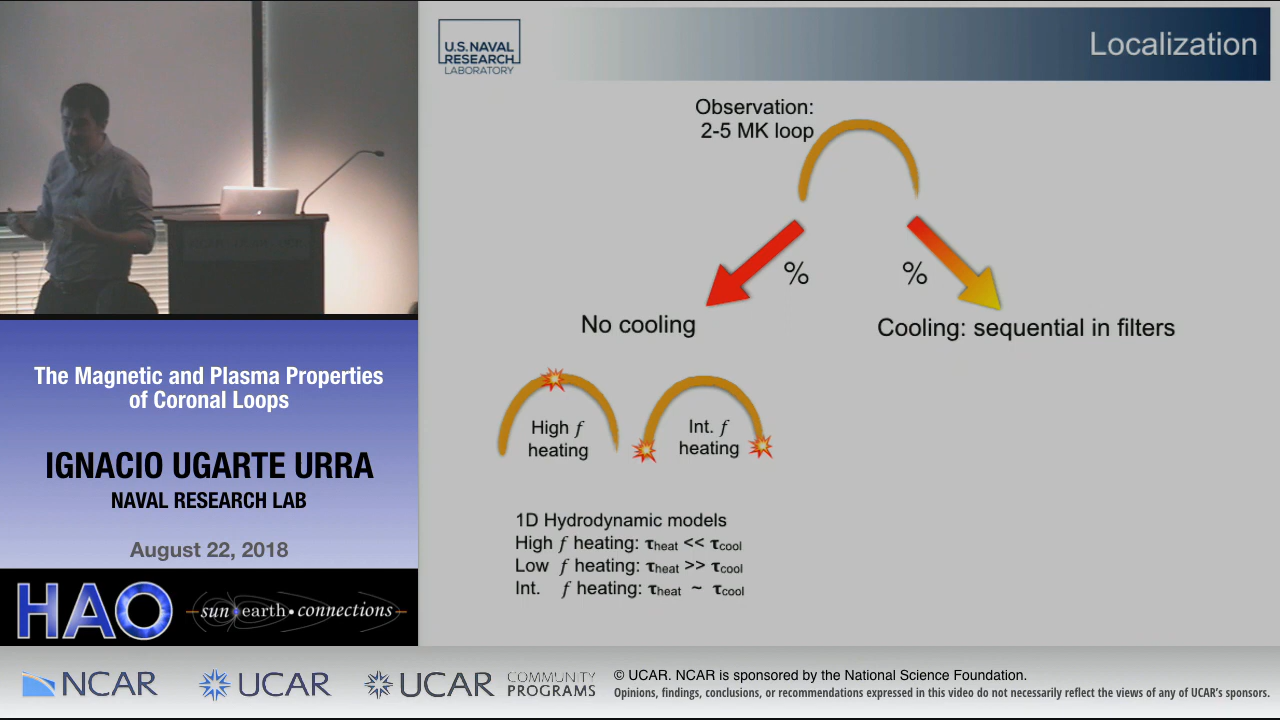 U.S. NAVAL
RESEARCH
LABORATORY
Localization
Observation:
2-5 MK loop
%
%
No cooling
Cooling: sequential in filters
High f
heating
Int. f
heating
1D Hydrodynamic models
High f heating: τheat << τcool
Low f heating: τheat >> τcool
Int. f heating: τheat ~ τcool
The Magnetic and Plasma Properties
of Coronal Loops
IGNACIO UGARTE URRA
NAVAL RESEARCH LAB
August 22, 2018
HAO
sun•earth•connections
NCAR
UCAR
UCAR
COMMUNITY
PROGRAMS
© UCAR. NCAR is sponsored by the National Science Foundation.
Opinions, findings, conclusions, or recommendations expressed in this video do not necessarily reflect the views of any of UCAR's sponsors.